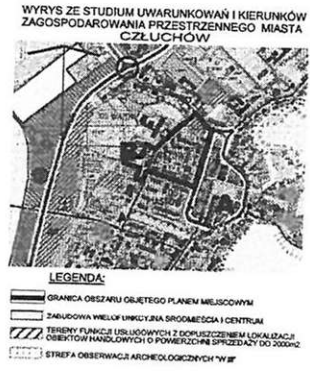 WYRYS ZE STUDIUM UWARUNKOWAŃ I KIERUNKÓW
ZAGOSPODAROWANIA PRZESTRZENNEGO MIASTA
CZŁUCHÓW
LEGENDA:
GRANICA OBSZARU OBJĘTEGO PLANEM MIEJSCOWYM
ZABUDOWA WIELOFUNKCYJNA ŚRÓDMIEŚCIA I CENTRUM
TERENY FUNKCJI USŁUGOWYCH Z DOPUSZCZENIEM LOKALIZACJI
OBIEKTÓW HANDLOWYCH O POWIERZCHNI SPRZEDAŻY DO 2000m2
STREFA OBSERWACJI ARCHEOLOGICZNYCH